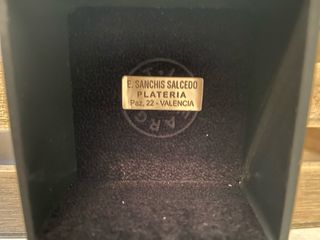 E. SANCHIS SALCEDO
PLATERIA
Paz, 22 - VALENCIA